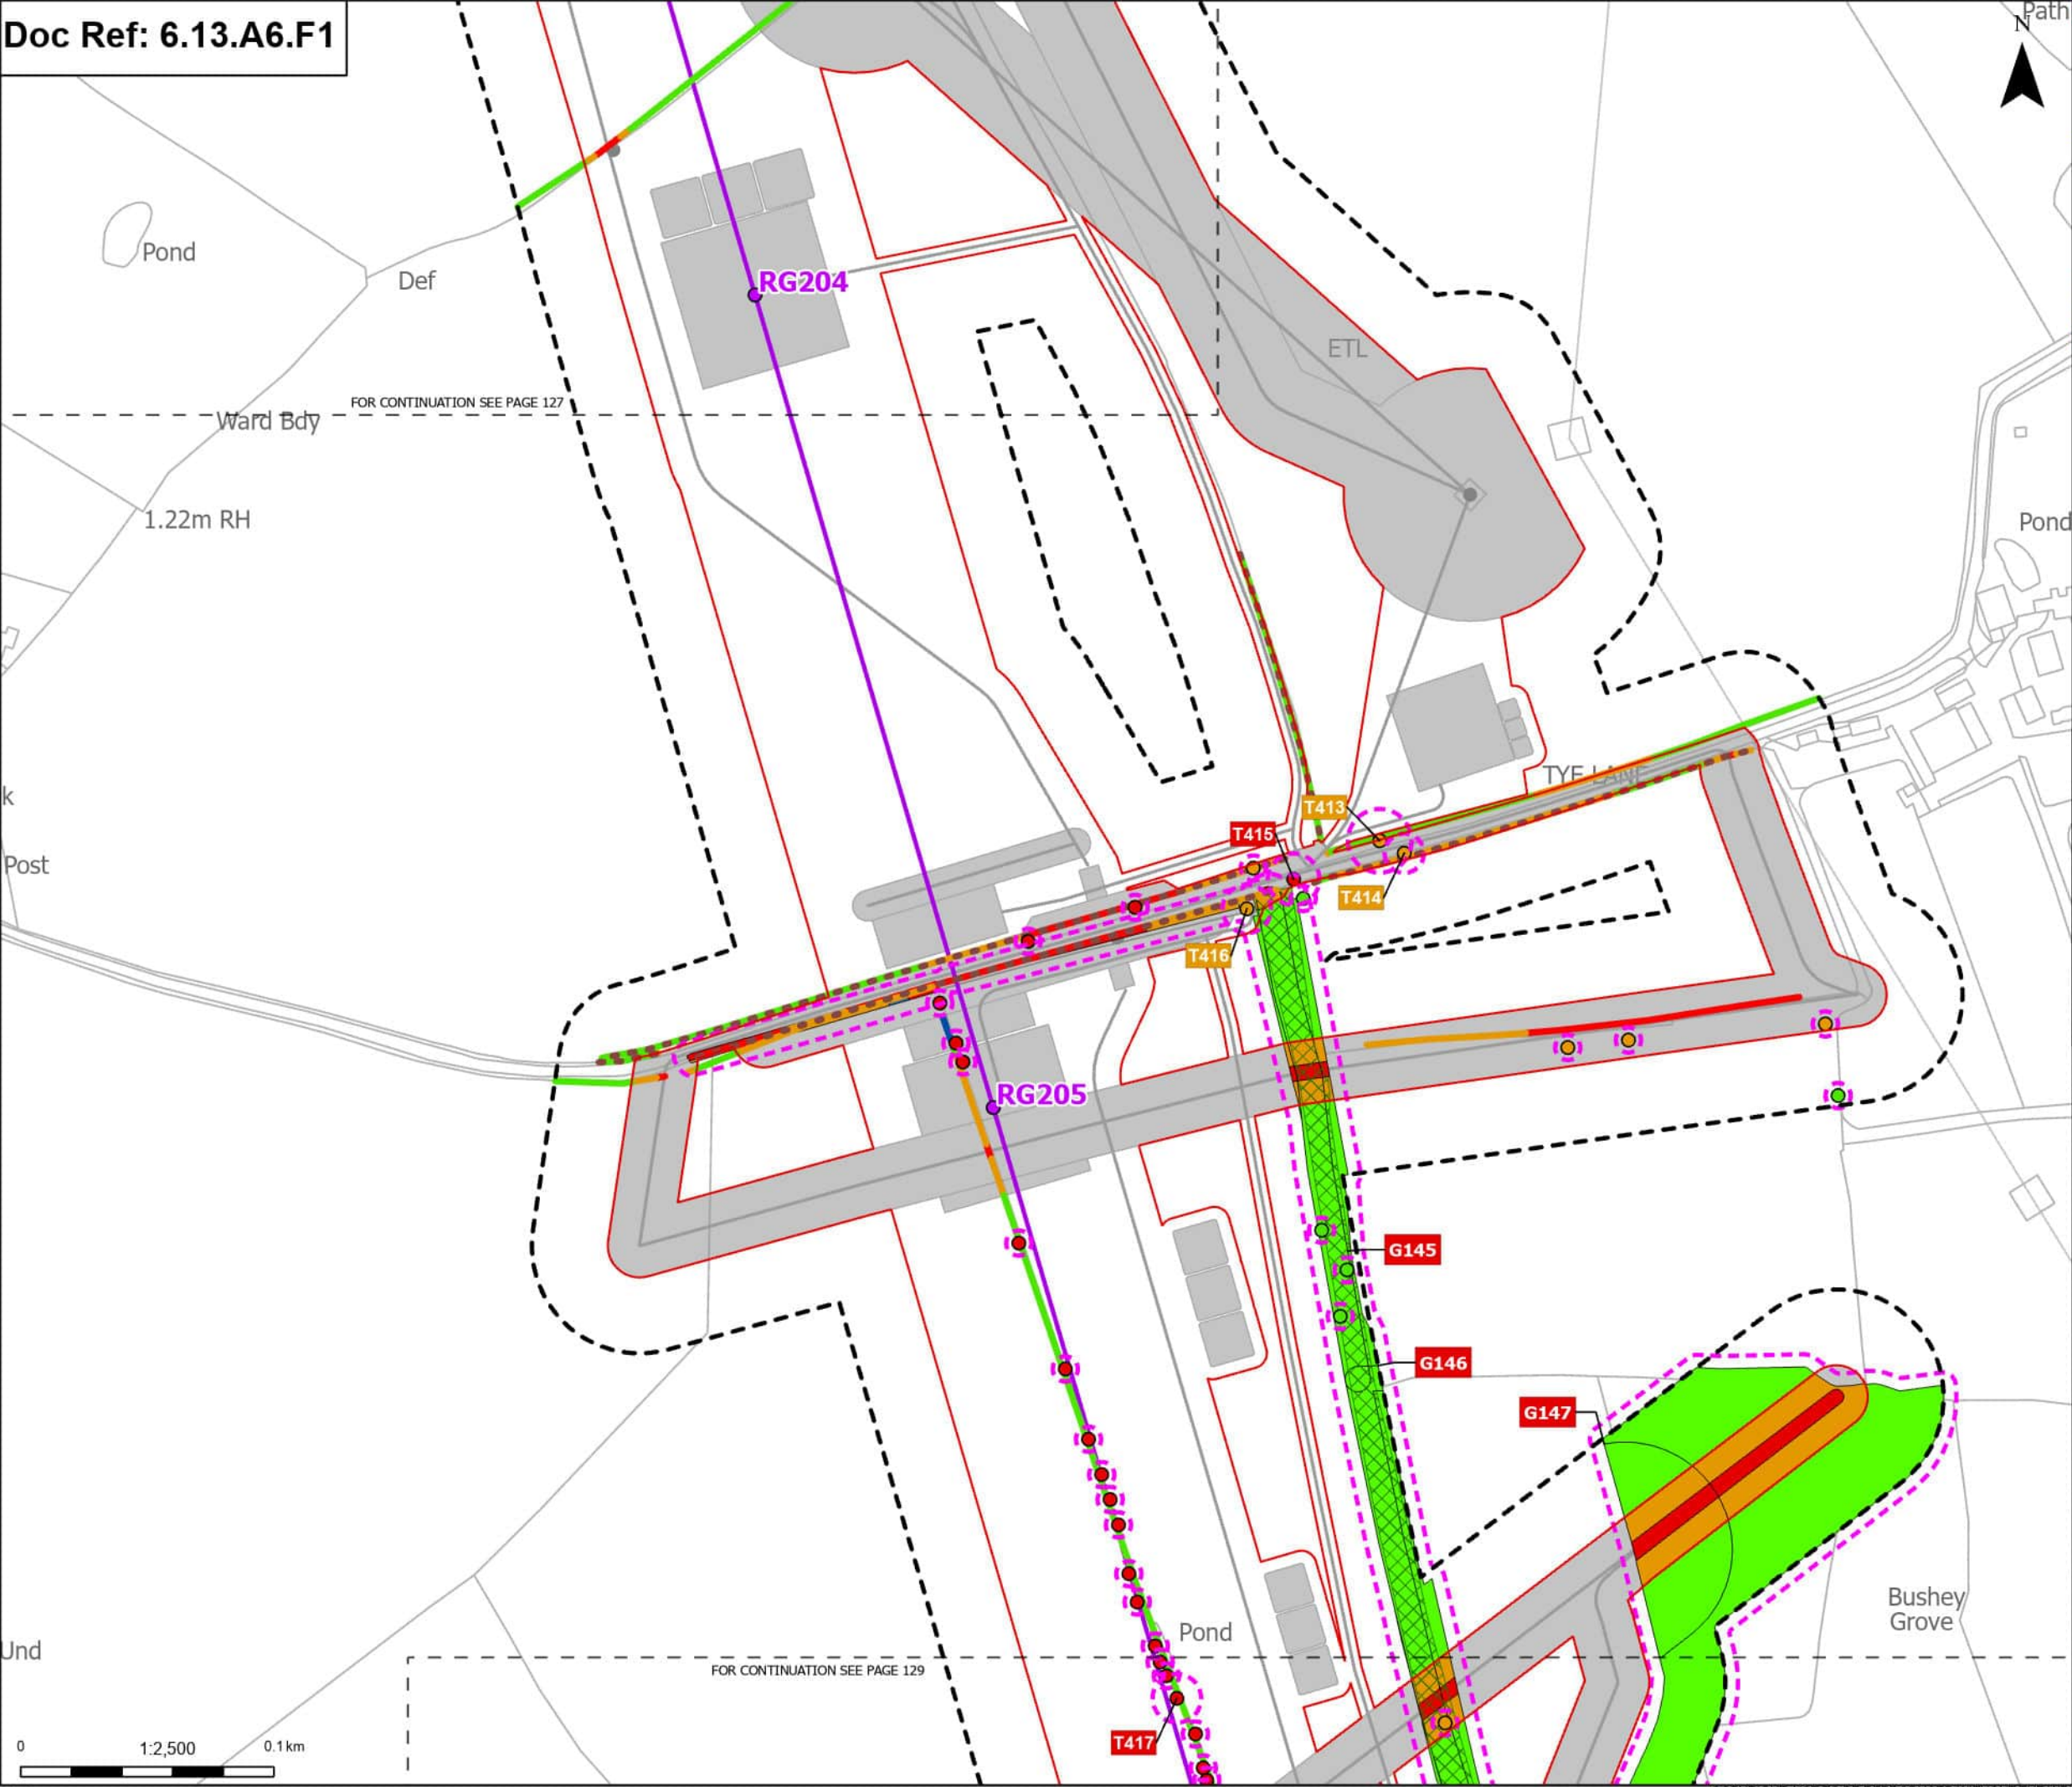 Doc Ref: 6.13.A6.F1
Path
N
Pond
Def
RG204
ETL
FOR CONTINUATION SEE PAGE 127
Ward Bdy
1.22m RH
Pond
TYE LANE
k
T413
T415
Post
T414
T416
RG205
G145
G146
G147
Bushey
Grove
Pond
Und
FOR CONTINUATION SEE PAGE 129
T417
0
1:2,500
0.1 km